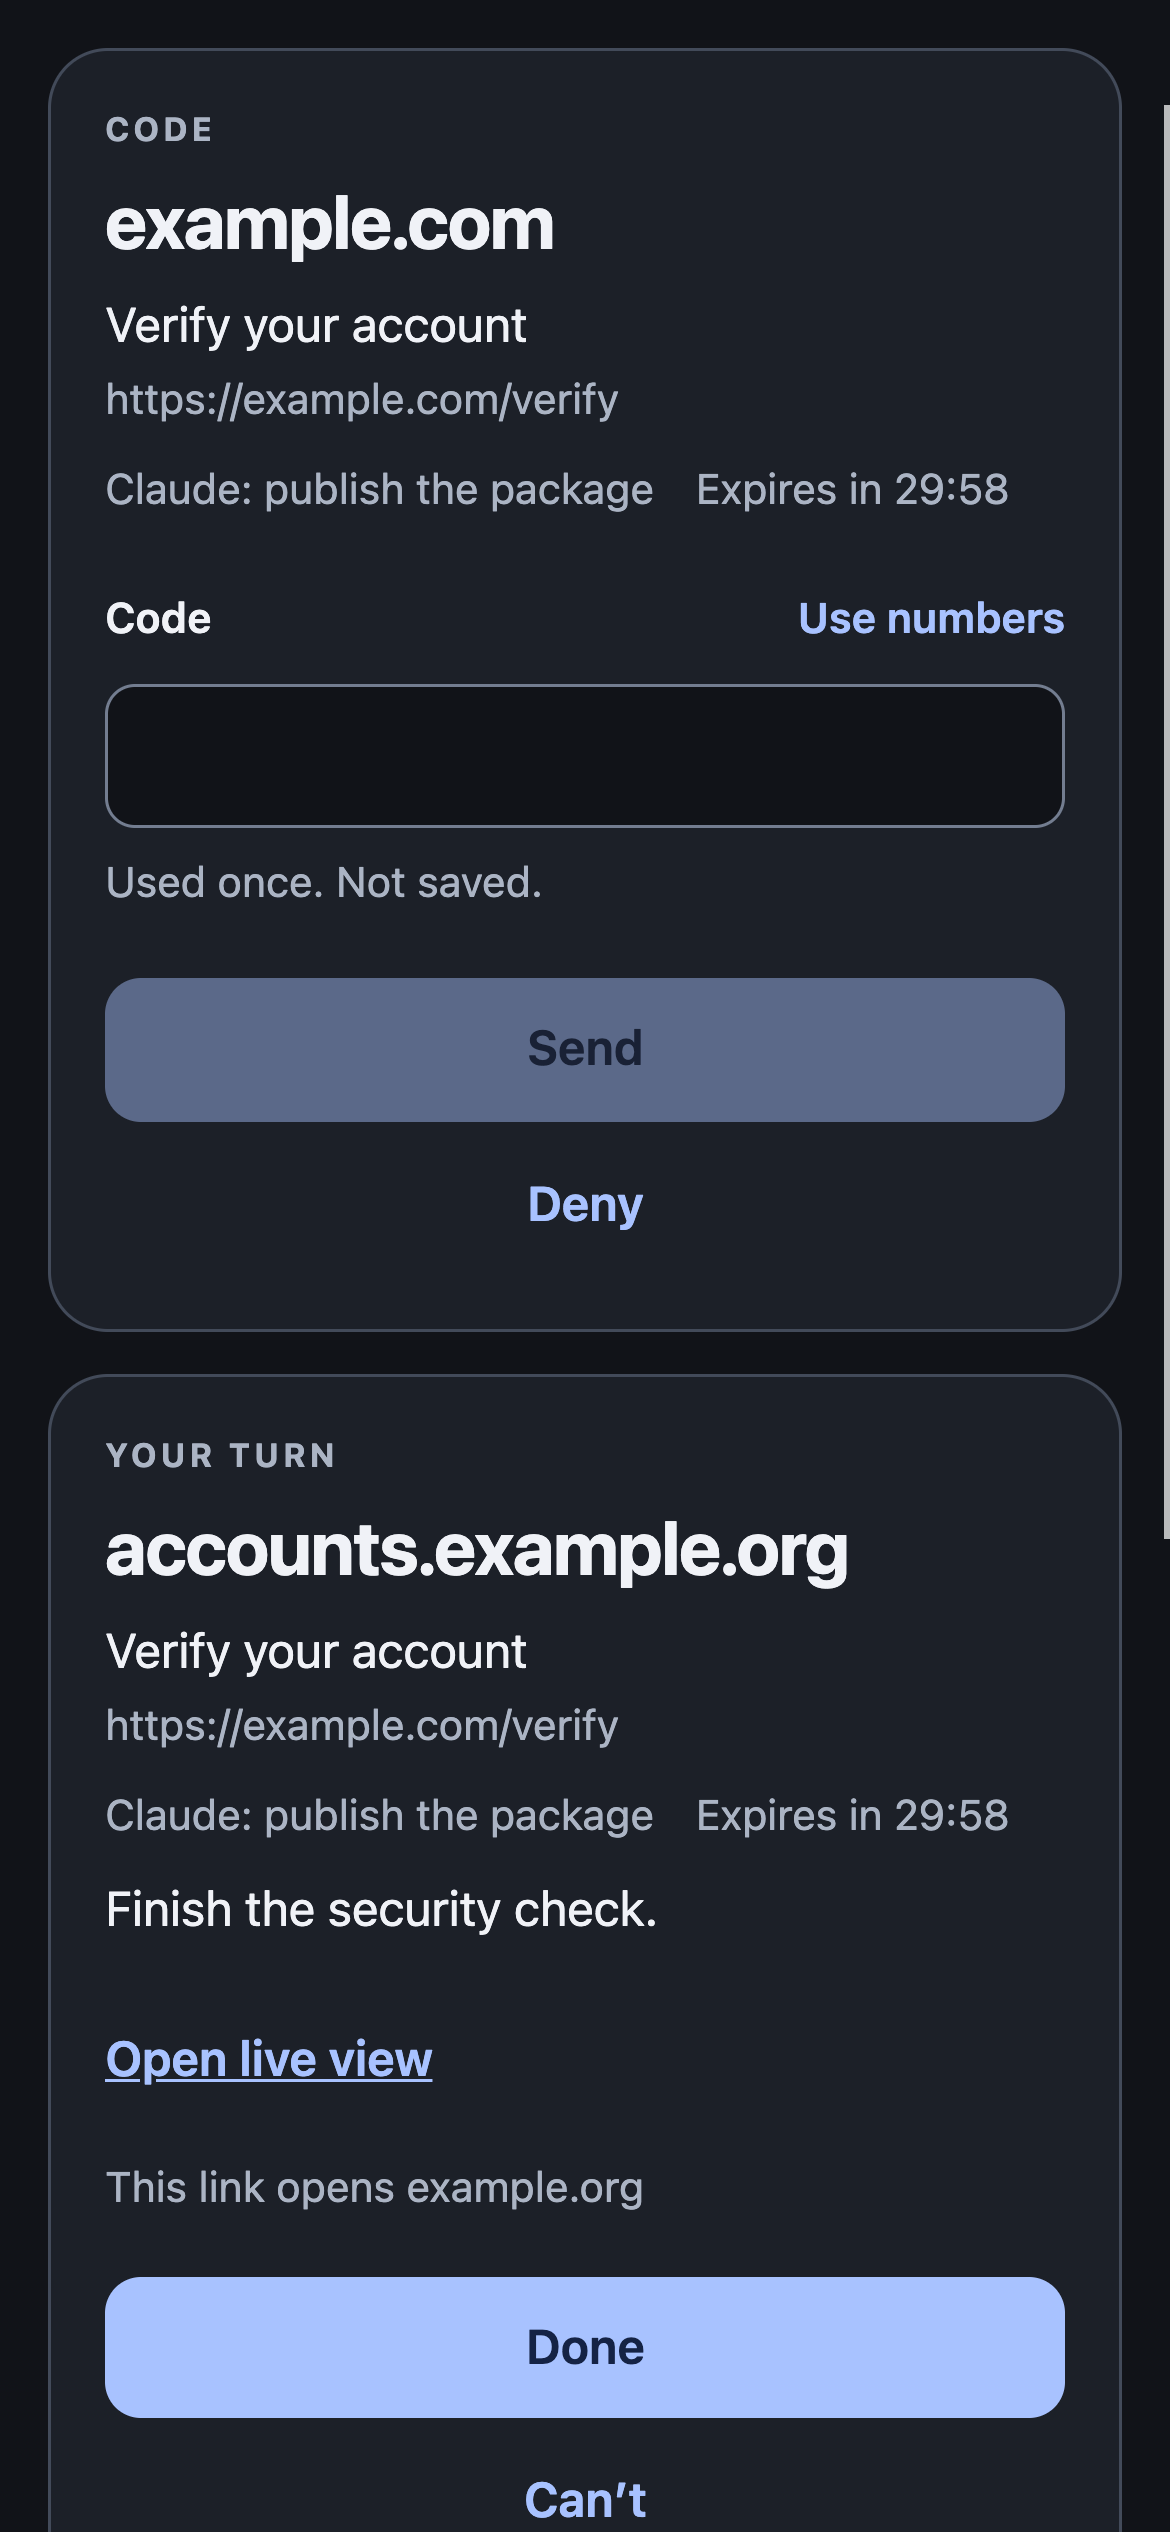 CODE
example.com
Verify your account
https://example.com/verify
Claude: publish the package Expires in 29:58
Code Use numbers
Used once. Not saved.
Send
Deny
YOUR TURN
accounts.example.org
Verify your account
https://example.com/verify
Claude: publish the package Expires in 29:58
Finish the security check.
Open live view
This link opens example.org
Done
Can’t